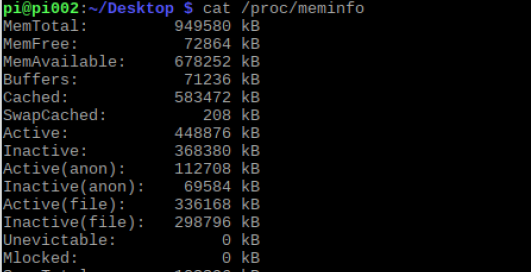 pi@pi002:~/Desktop $ cat /proc/meminfo
MemTotal:         949580 kB
MemFree:           72864 kB
MemAvailable:     678252 kB
Buffers:           71236 kB
Cached:           583472 kB
SwapCached:          208 kB
Active:           448876 kB
Inactive:         368380 kB
Active(anon):     112708 kB
Inactive(anon):    69584 kB
Active(file):     336168 kB
Inactive(file):   298796 kB
Unevictable:           0 kB
Mlocked:               0 kB